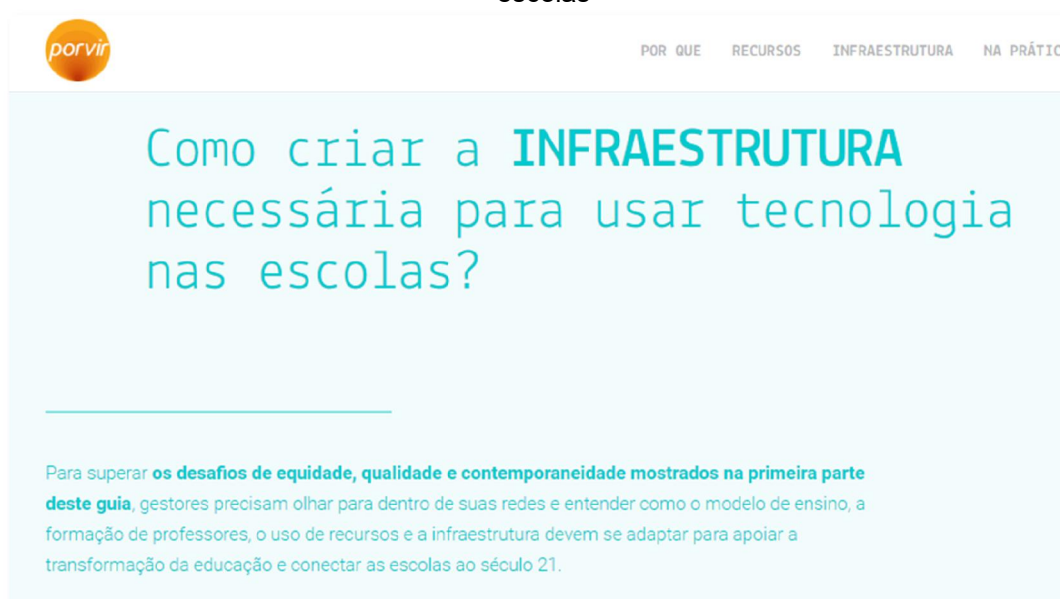 escolas
porvir
POR QUE RECURSOS INFRAESTRUTURA NA PRÁTIC
Como criar a INFRAESTRUTURA
necessária para usar tecnologia
nas escolas?
Para superar os desafios de equidade, qualidade e contemporaneidade mostrados na primeira parte
deste guia, gestores precisam olhar para dentro de suas redes e entender como o modelo de ensino, a
formação de professores, o uso de recursos e a infraestrutura devem se adaptar para apoiar a
transformação da educação e conectar as escolas ao século 21.